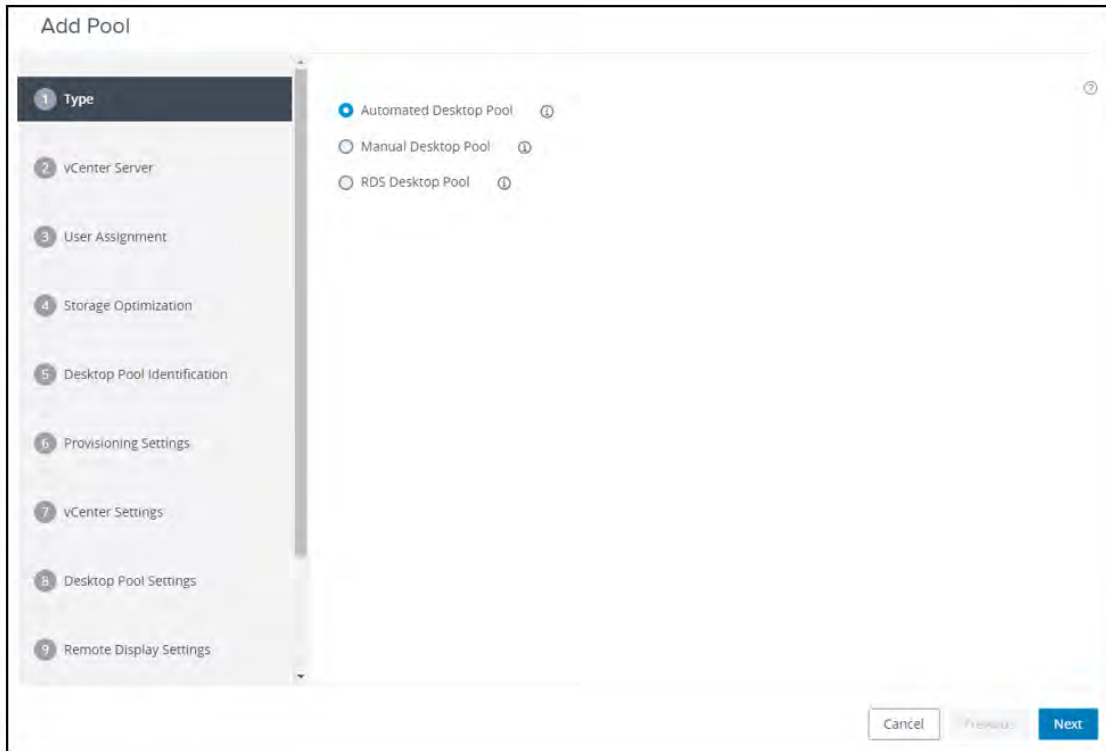 Add Pool
1 Type
2 vCenter Server
3 User Assignment
4 Storage Optimization
5 Desktop Pool Identification
6 Provisioning Settings
7 vCenter Settings
8 Desktop Pool Settings
9 Remote Display Settings
Automated Desktop Pool
Manual Desktop Pool
RDS Desktop Pool
Cancel Previous Next